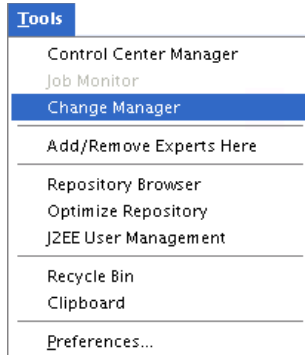 Tools
Control Center Manager
Job Monitor
Change Manager
Add/Remove Experts Here
Repository Browser
Optimize Repository
J2EE User Management
Recycle Bin
Clipboard
Preferences...